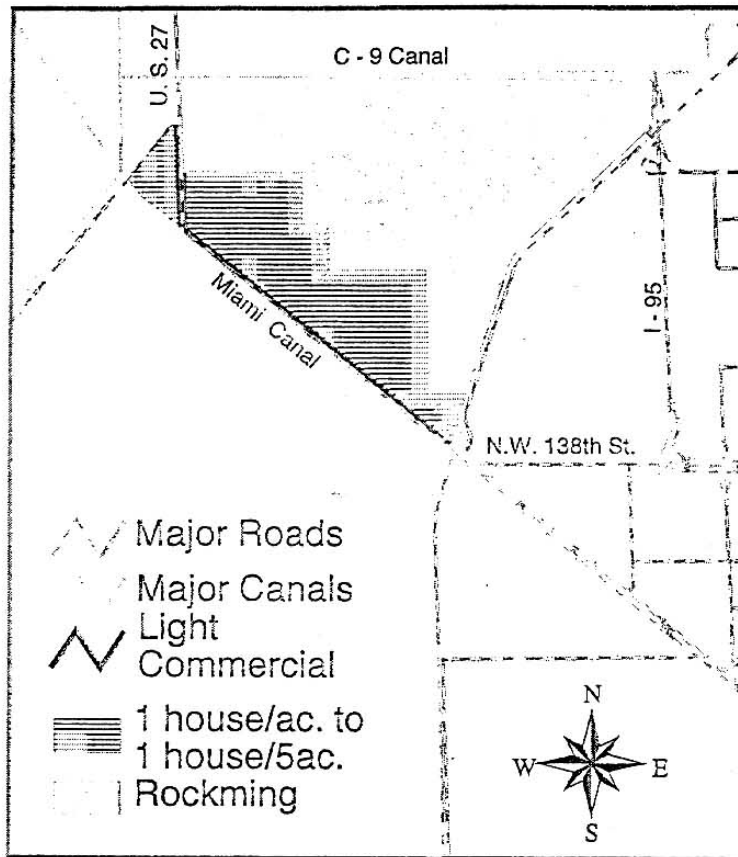 U. S. 27
C - 9 Canal
Miami Canal
I - 95
N.W. 138th St.
Major Roads
Major Canals
Light
Commercial
1 house/ac. to
1 house/5ac.
Rockming
N
W
E
S